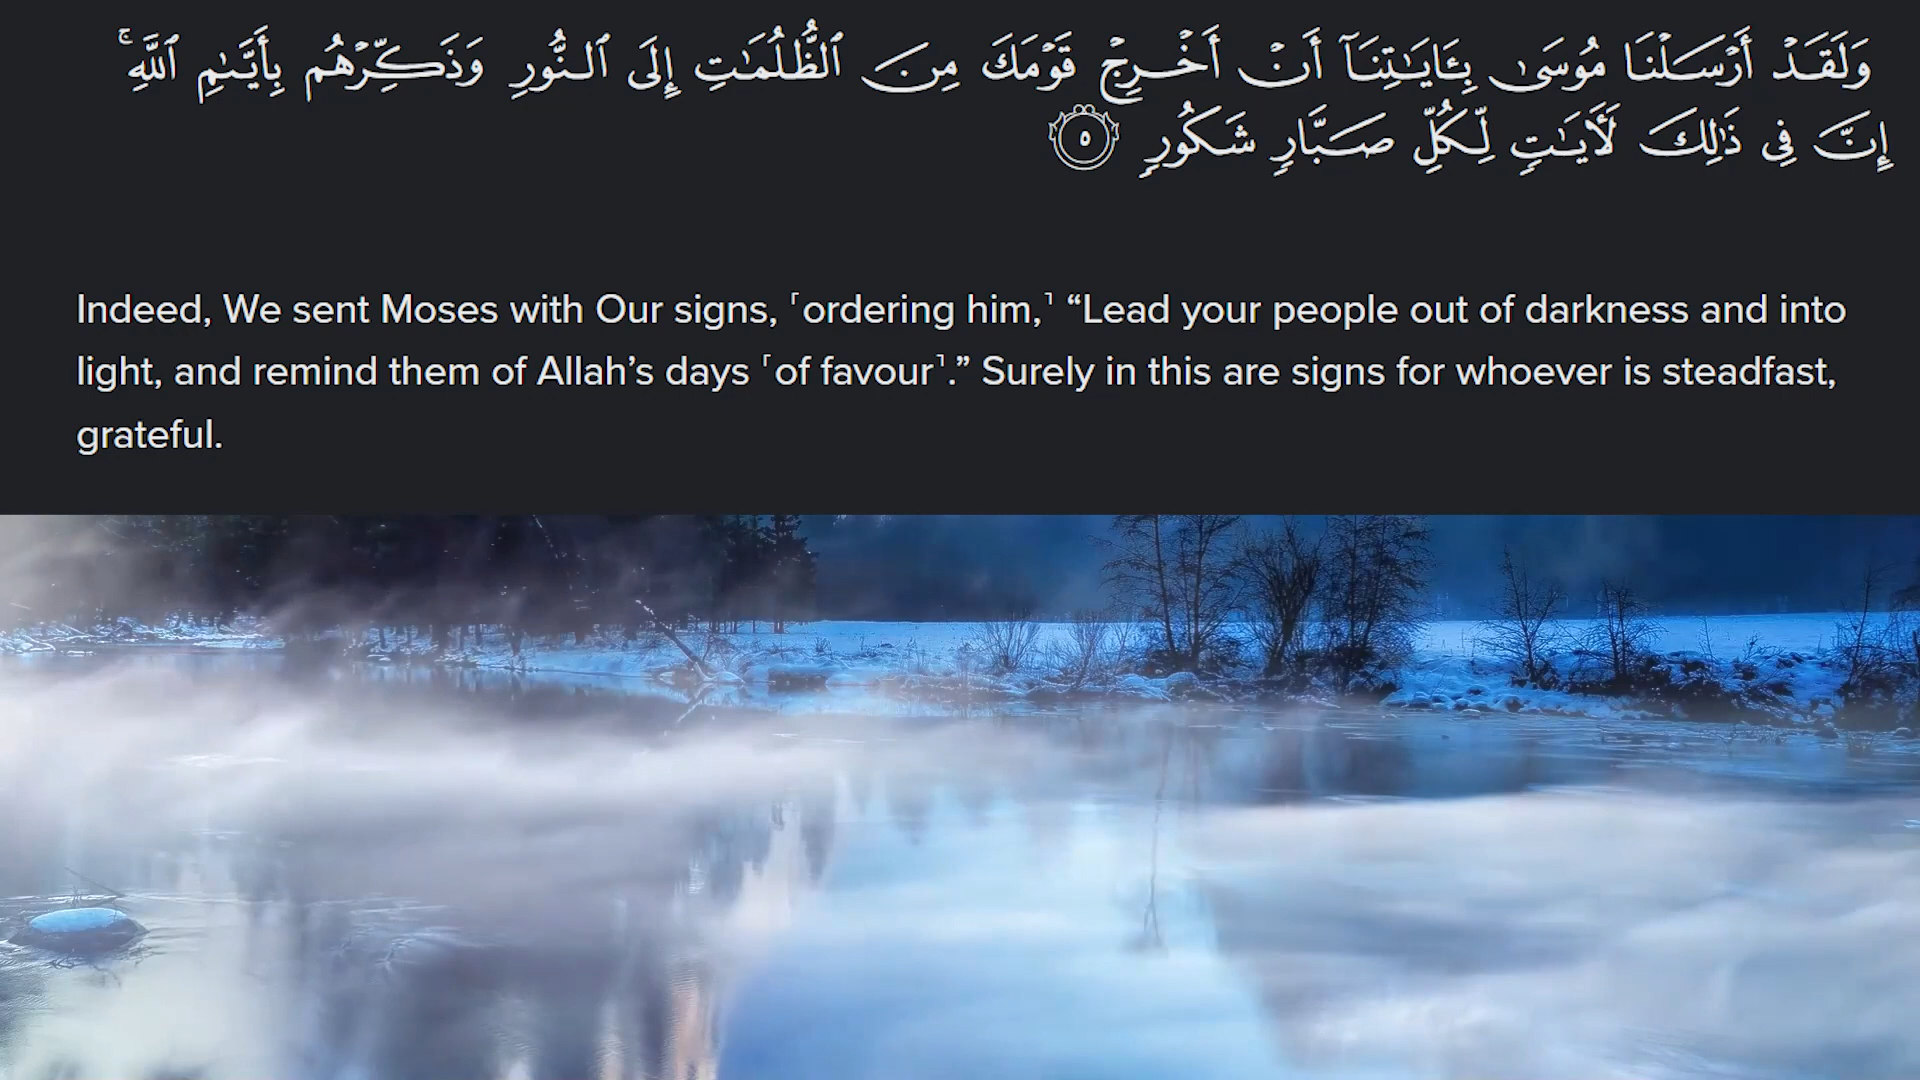 وَلَقَدْ أَرْسَلْنَا مُوسَىٰ بِـَٔايَـٰتِنَآ أَنْ أَخْرِجْ قَوْمَكَ مِنَ ٱلظُّلُمَـٰتِ إِلَى ٱلنُّورِ وَذَكِّرْهُم بِأَيَّىٰمِ ٱللَّهِ ۚ
إِنَّ فِى ذَٰلِكَ لَـَٔايَـٰتٍ لِّكُلِّ صَبَّارٍ شَكُورٍ ٥
Indeed, We sent Moses with Our signs, ˹ordering him,˺ “Lead your people out of darkness and into
light, and remind them of Allah’s days ˹of favour˺.” Surely in this are signs for whoever is steadfast,
grateful.